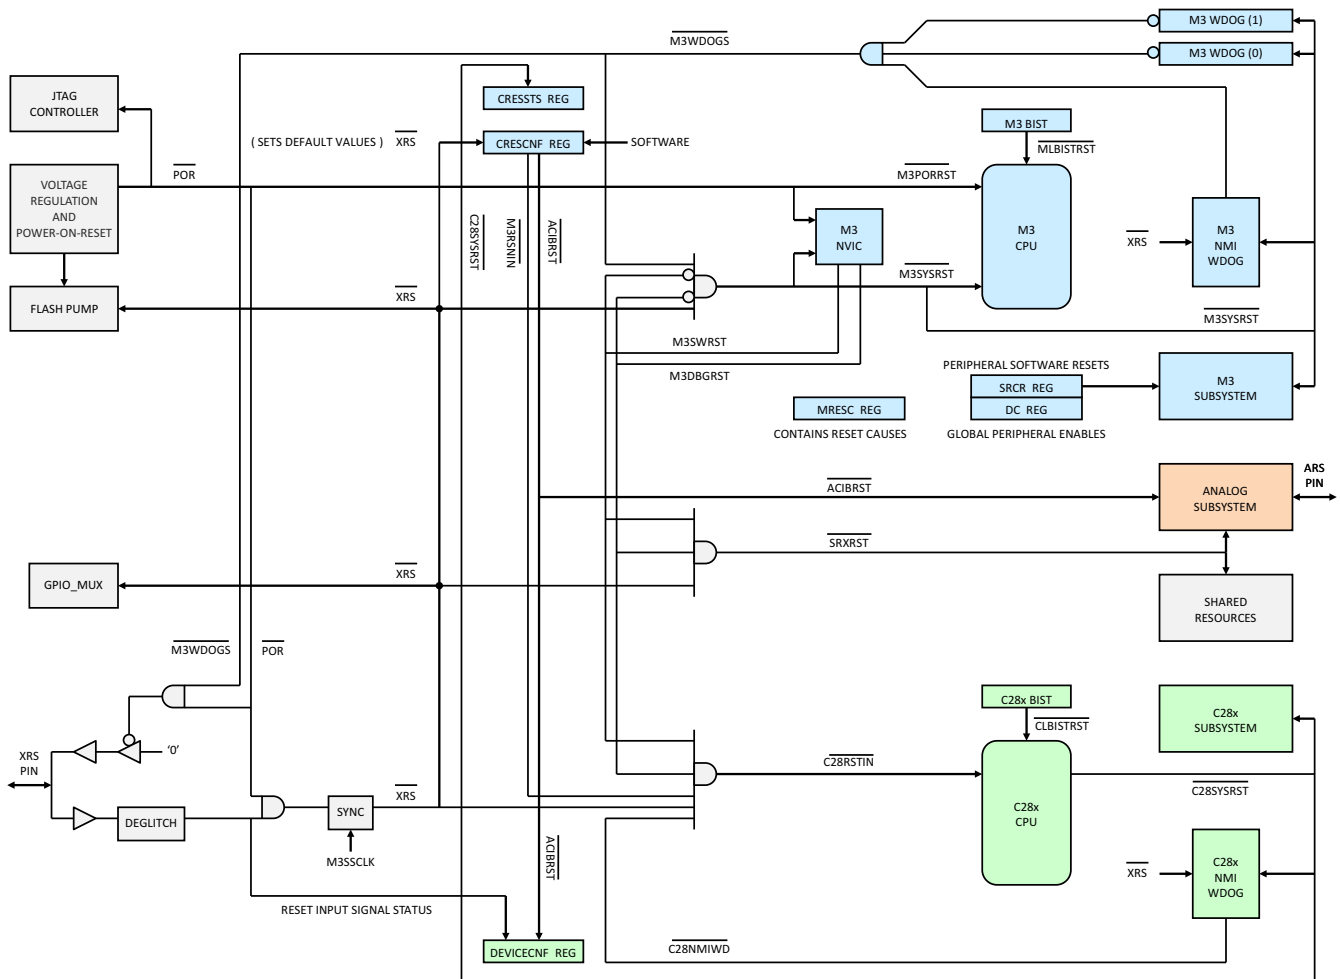 M3 WDOG (1)
M3WDOGS
M3 WDOG (0)
JTAG
CONTROLLER
CRESSTS REG
M3 BIST
( SETS DEFAULT VALUES )
XRS
CRESCNF REG
SOFTWARE
MLBISTRST
POR
M3PORRST
VOLTAGE
REGULATION
AND
POWER-ON-RESET
C28SYSRST
M3RSNIN
ACIBRST
M3
NVIC
M3
CPU
XRS
M3
NMI
WDOG
M3SYSRST
FLASH PUMP
XRS
M3SYSRST
M3SWRST
M3DBGRST
PERIPHERAL SOFTWARE RESETS
SRCR REG
DC REG
GLOBAL PERIPHERAL ENABLES
M3
SUBSYSTEM
MRESC REG
CONTAINS RESET CAUSES
ACIBRST
ANALOG
SUBSYSTEM
ARS
PIN
SRXRST
GPIO_MUX
XRS
SHARED
RESOURCES
M3WDOGS
POR
C28x BIST
CLBISTRST
C28x
SUBSYSTEM
'0'
XRS
PIN
C28RSTIN
C28SYSRST
DEGLITCH
SYNC
XRS
C28x
CPU
M3SSCLK
ACIBRST
XRS
C28x
NMI
WDOG
RESET INPUT SIGNAL STATUS
DEVICECNF REG
C28NMIWD